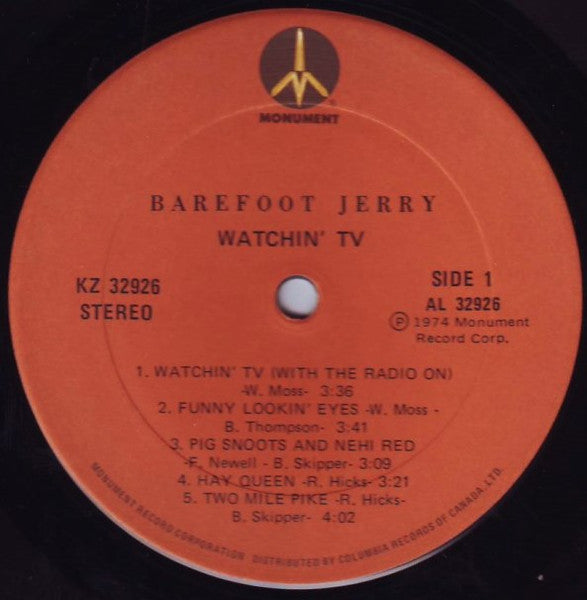 MONUMENT
BAREFOOT JERRY
WATCHIN' TV
KZ 32926
STEREO
SIDE 1
AL 32926
Ⓟ 1974 Monument
Record Corp.
1. WATCHIN' TV (WITH THE RADIO ON)
-W. Moss- 3:36
2. FUNNY LOOKIN' EYES -W. Moss -
B. Thompson- 3:41
3. PIG SNOOTS AND NEHI RED
-F. Newell - B. Skipper- 3:09
4. HAY QUEEN -R. Hicks- 3:21
5. TWO MILE PIKE -R. Hicks-
B. Skipper- 4:02
MONUMENT RECORD CORPORATION DISTRIBUTED BY COLUMBIA RECORDS OF CANADA, LTD.